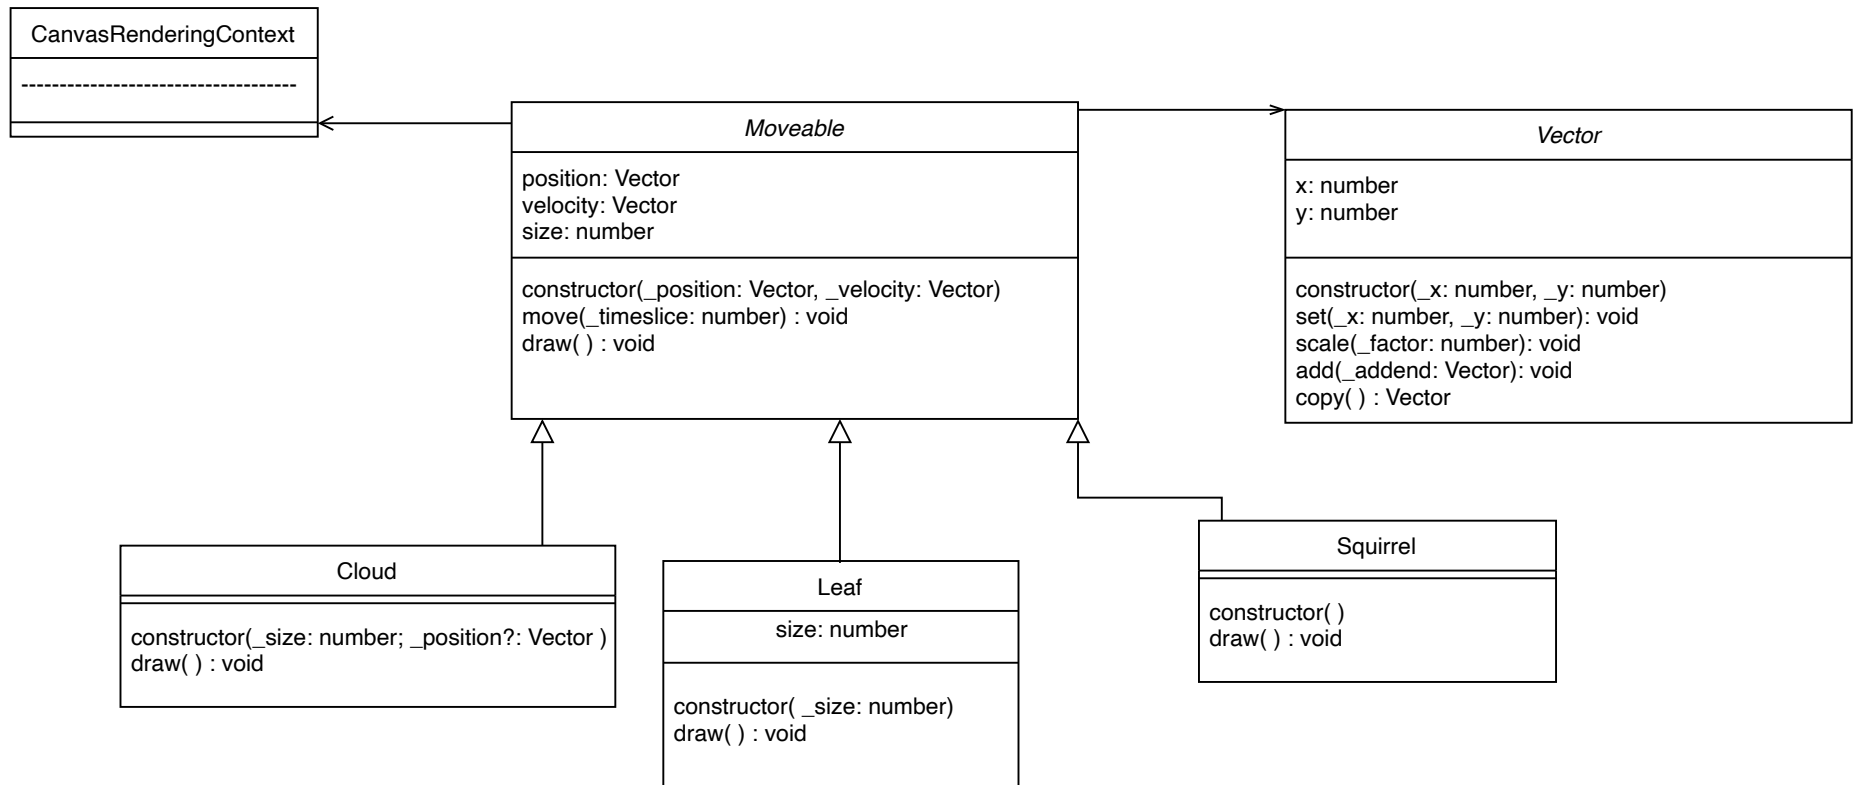 CanvasRenderingContext
------------------------------------
Moveable
position: Vector
velocity: Vector
size: number
constructor(_position: Vector, _velocity: Vector)
move(_timeslice: number) : void
draw( ) : void
Vector
x: number
y: number
constructor(_x: number, _y: number)
set(_x: number, _y: number): void
scale(_factor: number): void
add(_addend: Vector): void
copy( ) : Vector
Cloud
constructor(_size: number; _position?: Vector )
draw( ) : void
Leaf
size: number
constructor( _size: number)
draw( ) : void
Squirrel
constructor( )
draw( ) : void